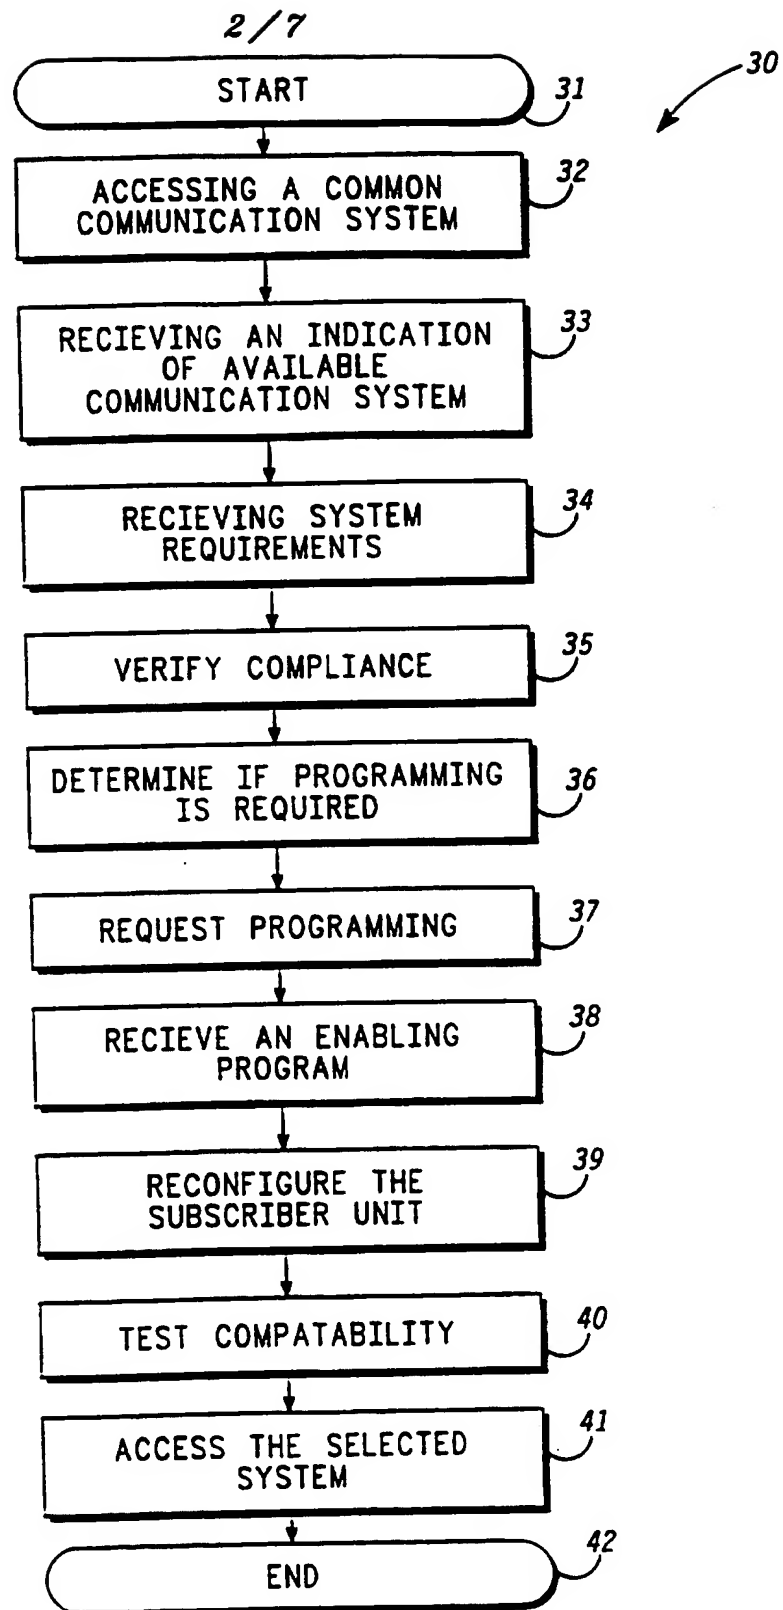 2/7
30
START
31
ACCESSING A COMMON
COMMUNICATION SYSTEM
32
RECIEVING AN INDICATION
OF AVAILABLE
COMMUNICATION SYSTEM
33
RECIEVING SYSTEM
REQUIREMENTS
34
VERIFY COMPLIANCE
35
DETERMINE IF PROGRAMMING
IS REQUIRED
36
REQUEST PROGRAMMING
37
RECIEVE AN ENABLING
PROGRAM
38
RECONFIGURE THE
SUBSCRIBER UNIT
39
TEST COMPATABILITY
40
ACCESS THE SELECTED
SYSTEM
41
END
42